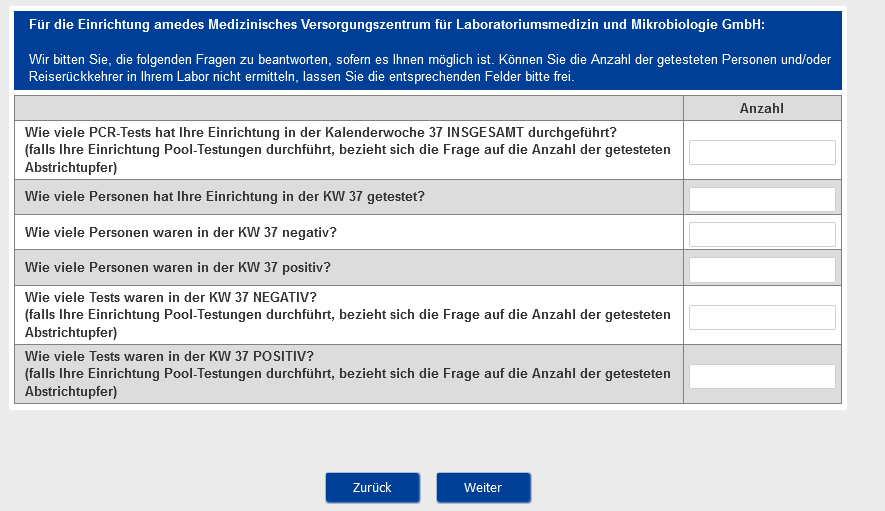 Für die Einrichtung amedes Medizinisches Versorgungszentrum für Laboratoriumsmedizin und Mikrobiologie GmbH:
Wir bitten Sie, die folgenden Fragen zu beantworten, sofern es Ihnen möglich ist. Können Sie die Anzahl der getesteten Personen und/oder
Reiserückkehrer in Ihrem Labor nicht ermitteln, lassen Sie die entsprechenden Felder bitte frei.
Anzahl
Wie viele PCR-Tests hat Ihre Einrichtung in der Kalenderwoche 37 INSGESAMT durchgeführt?
(falls Ihre Einrichtung Pool-Testungen durchführt, bezieht sich die Frage auf die Anzahl der getesteten
Abstrichtupfer)
Wie viele Personen hat Ihre Einrichtung in der KW 37 getestet?
Wie viele Personen waren in der KW 37 negativ?
Wie viele Personen waren in der KW 37 positiv?
Wie viele Tests waren in der KW 37 NEGATIV?
(falls Ihre Einrichtung Pool-Testungen durchführt, bezieht sich die Frage auf die Anzahl der getesteten
Abstrichtupfer)
Wie viele Tests waren in der KW 37 POSITIV?
(falls Ihre Einrichtung Pool-Testungen durchführt, bezieht sich die Frage auf die Anzahl der getesteten
Abstrichtupfer)
Zurück Weiter